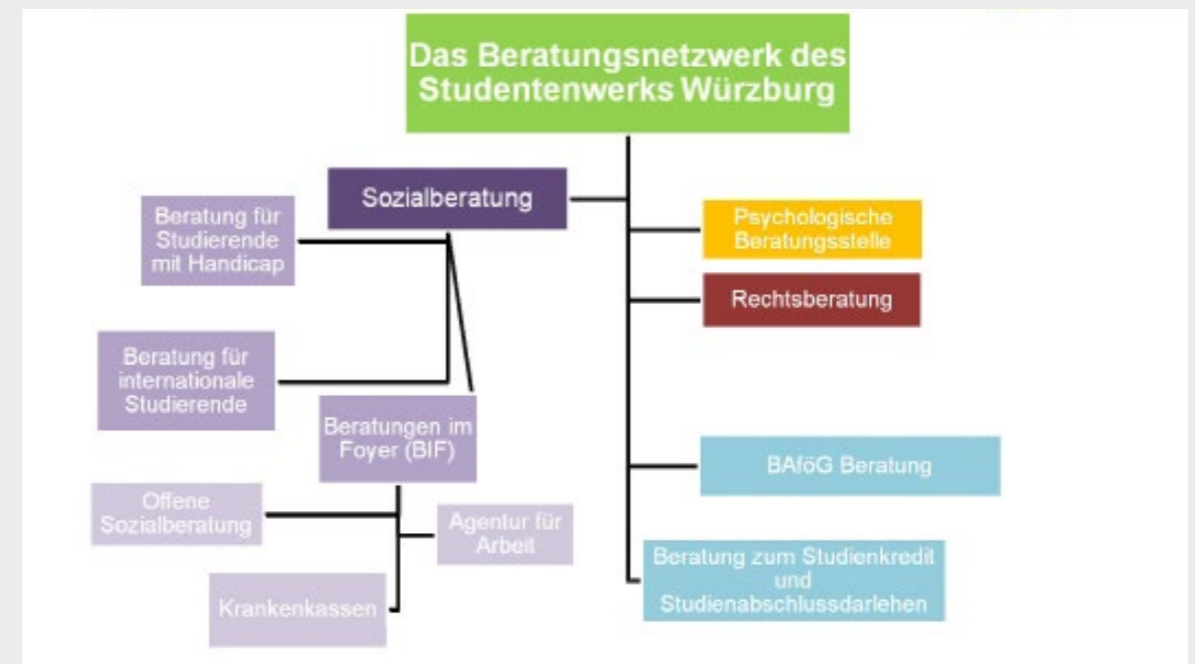 Das Beratungsnetzwerk des
Studentenwerks Würzburg
Sozialberatung
Beratung für
Studierende
mit Handicap
Psychologische
Beratungsstelle
Rechtsberatung
Beratung für
internationale
Studierende
Beratungen im
Foyer (BIF)
BAföG Beratung
Offene
Sozialberatung
Agentur für
Arbeit
Beratung zum Studienkredit
und
Studienabschlussdarlehen
Krankenkassen